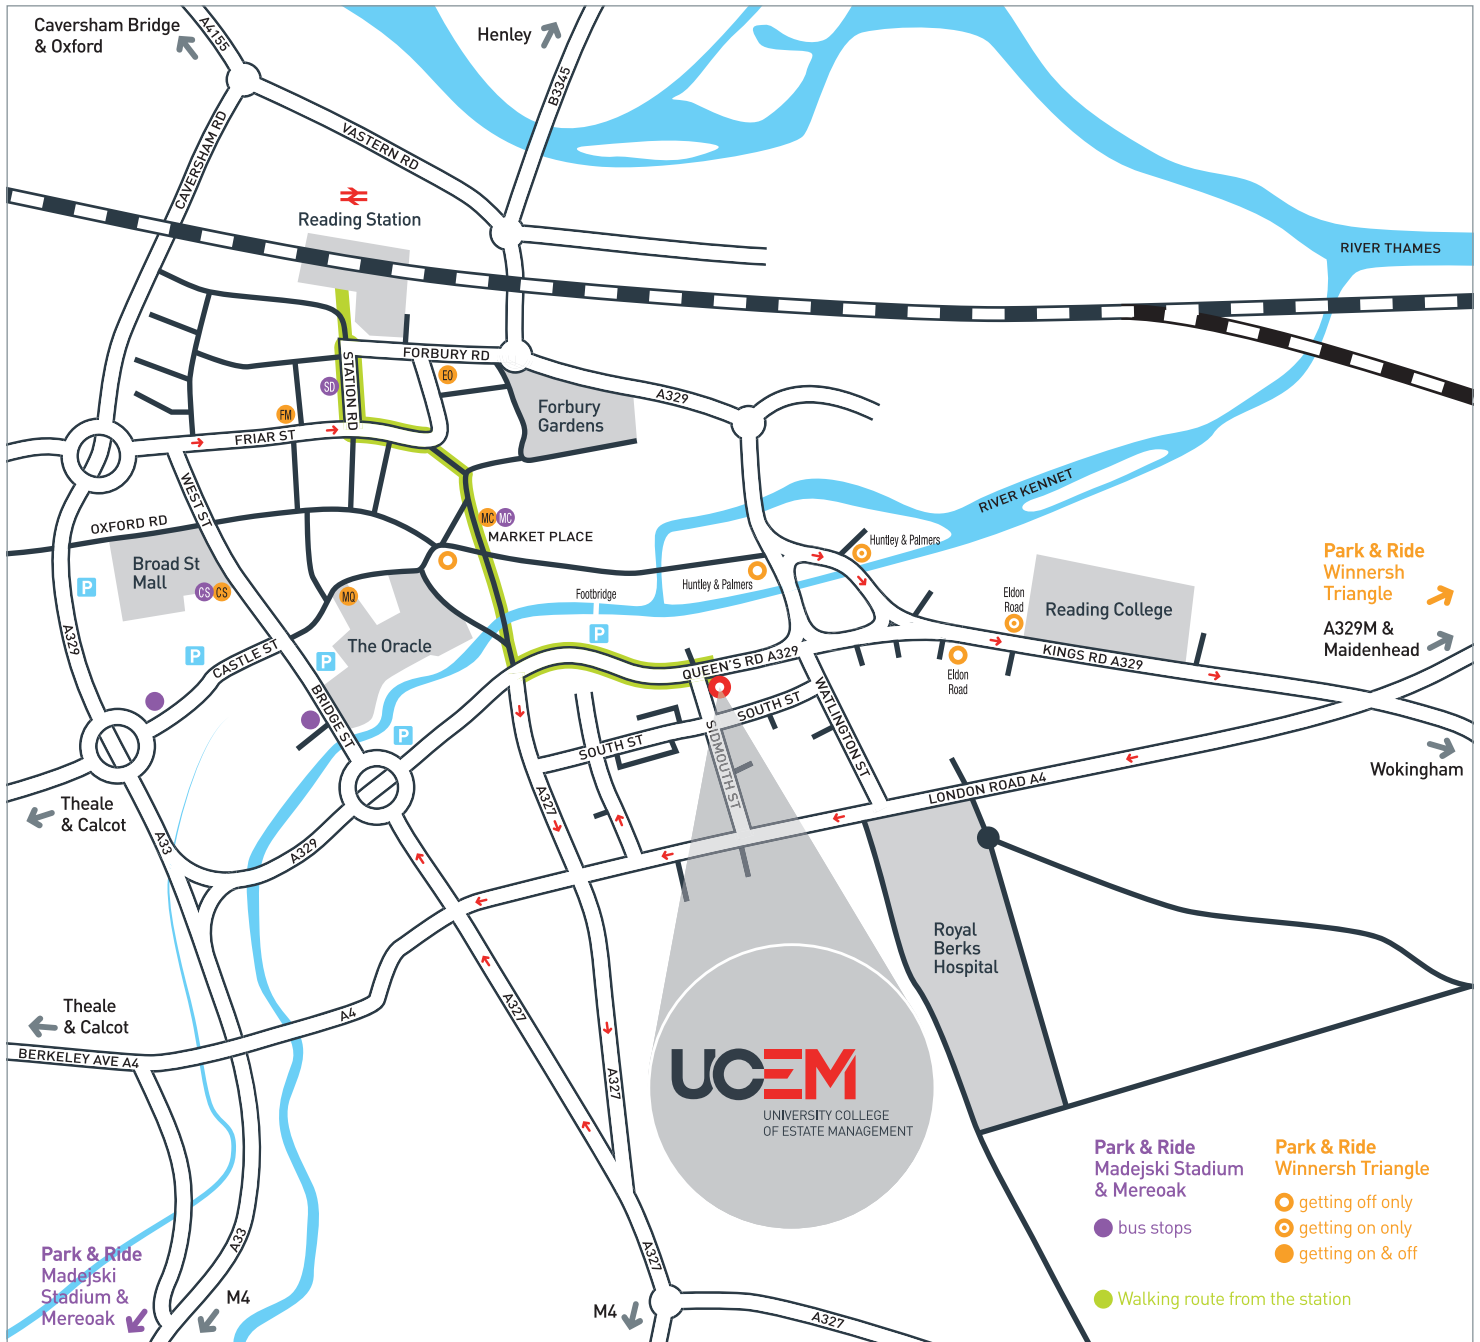 Caversham Bridge
& Oxford
A4155
Henley
B3345
VASTERN RD
CAVERSHAM RD
Reading Station
RIVER THAMES
FORBURY RD
STATION RD
SD
EO
FM
A329
Forbury
Gardens
FRIAR ST
WEST ST
RIVER KENNET
OXFORD RD
MC
MC
MARKET PLACE
Huntley & Palmers
Broad St
Mall
P
CS
CS
MQ
Huntley & Palmers
Footbridge
Eldon
Road
Reading College
Park & Ride
Winnersh
Triangle
A329M &
Maidenhead
A329
P
CASTLE ST
P
The Oracle
P
QUEEN'S RD A329
KINGS RD A329
Eldon
Road
BRIDGE ST
P
SOUTH ST
SOUTH ST
SIDMOUTH ST
WATLINGTON ST
Wokingham
LONDON ROAD A4
Theale
& Calcot
A33
A329
A327
Royal
Berks
Hospital
Theale
& Calcot
BERKELEY AVE A4
A4
A327
A327
UCEM
UNIVERSITY COLLEGE
OF ESTATE MANAGEMENT
Park & Ride
Madejski Stadium
& Mereoak
bus stops
Park & Ride
Winnersh Triangle
getting off only
getting on only
getting on & off
Walking route from the station
Park & Ride
Madejski
Stadium &
Mereoak
A33
M4
A327
M4
A327